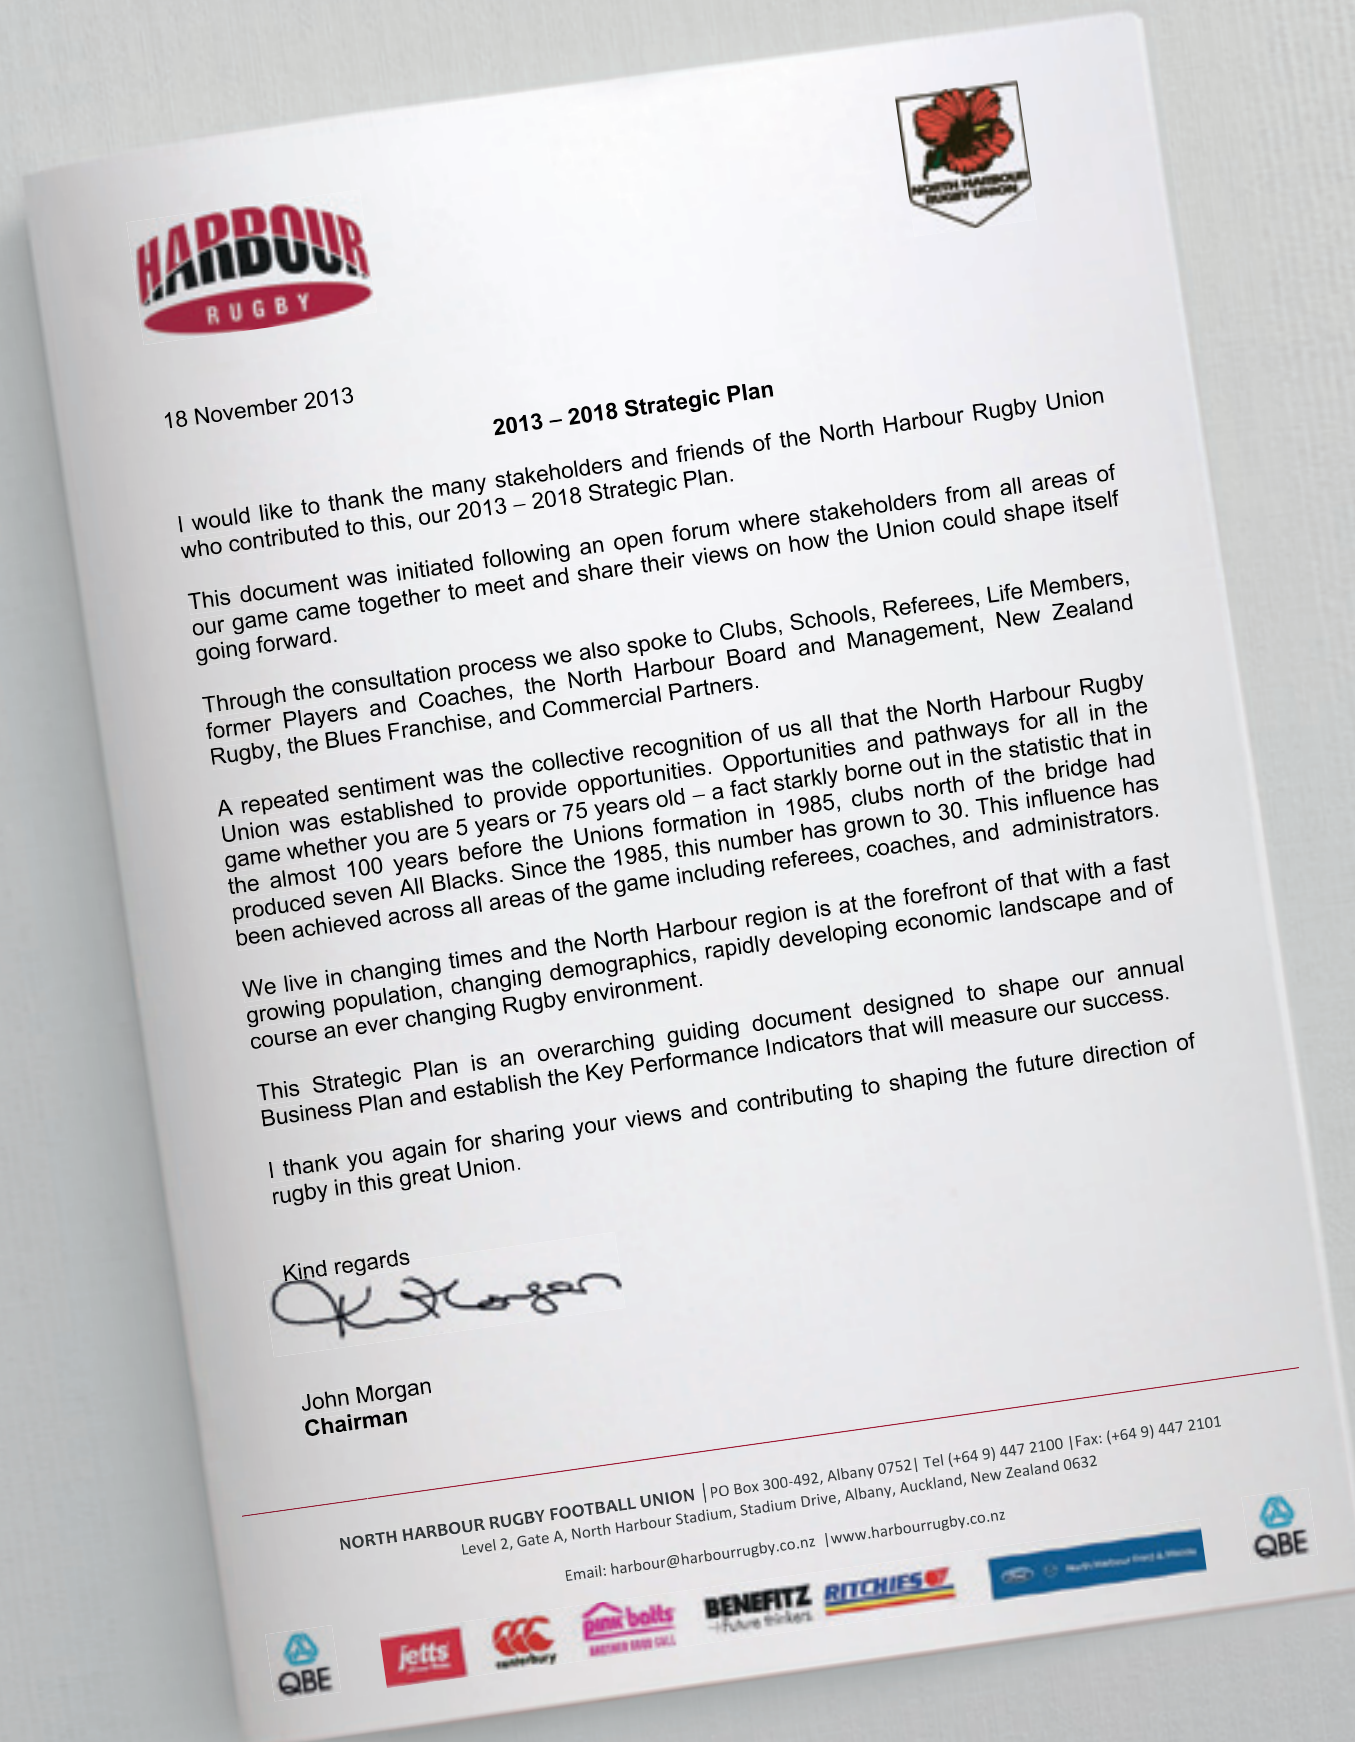 NORTH HARBOUR
RUGBY UNION
HARBOUR
RUGBY
18 November 2013
2013 – 2018 Strategic Plan
I would like to thank the many stakeholders and friends of the North Harbour Rugby Union
who contributed to this, our 2013 – 2018 Strategic Plan.
This document was initiated following an open forum where stakeholders from all areas of
our game came together to meet and share their views on how the Union could shape itself
going forward.
Through the consultation process we also spoke to Clubs, Schools, Referees, Life Members,
former Players and Coaches, the North Harbour Board and Management, New Zealand
Rugby, the Blues Franchise, and Commercial Partners.
A repeated sentiment was the collective recognition of us all that the North Harbour Rugby
Union was established to provide opportunities. Opportunities and pathways for all in the
game whether you are 5 years or 75 years old – a fact starkly borne out in the statistic that in
the almost 100 years before the Unions formation in 1985, clubs north of the bridge had
produced seven All Blacks. Since the 1985, this number has grown to 30. This influence has
been achieved across all areas of the game including referees, coaches, and administrators.
We live in changing times and the North Harbour region is at the forefront of that with a fast
growing population, changing demographics, rapidly developing economic landscape and of
course an ever changing Rugby environment.
This Strategic Plan is an overarching guiding document designed to shape our annual
Business Plan and establish the Key Performance Indicators that will measure our success.
I thank you again for sharing your views and contributing to shaping the future direction of
rugby in this great Union.
Kind regards
John Morgan
Chairman
NORTH HARBOUR RUGBY FOOTBALL UNION |PO Box 300-492, Albany 0752| Tel (+64 9) 447 2100 |Fax: (+64 9) 447 2101
Level 2, Gate A, North Harbour Stadium, Stadium Drive, Albany, Auckland, New Zealand 0632
Email: harbour@harbourrugby.co.nz |www.harbourrugby.co.nz
QBE
jetts
canterbury
pink batts
ANOTHER GOOD CALL
BENEFITZ
Future thinkers
RITCHIES
Ford
North Harbour Ford & Mazda
QBE